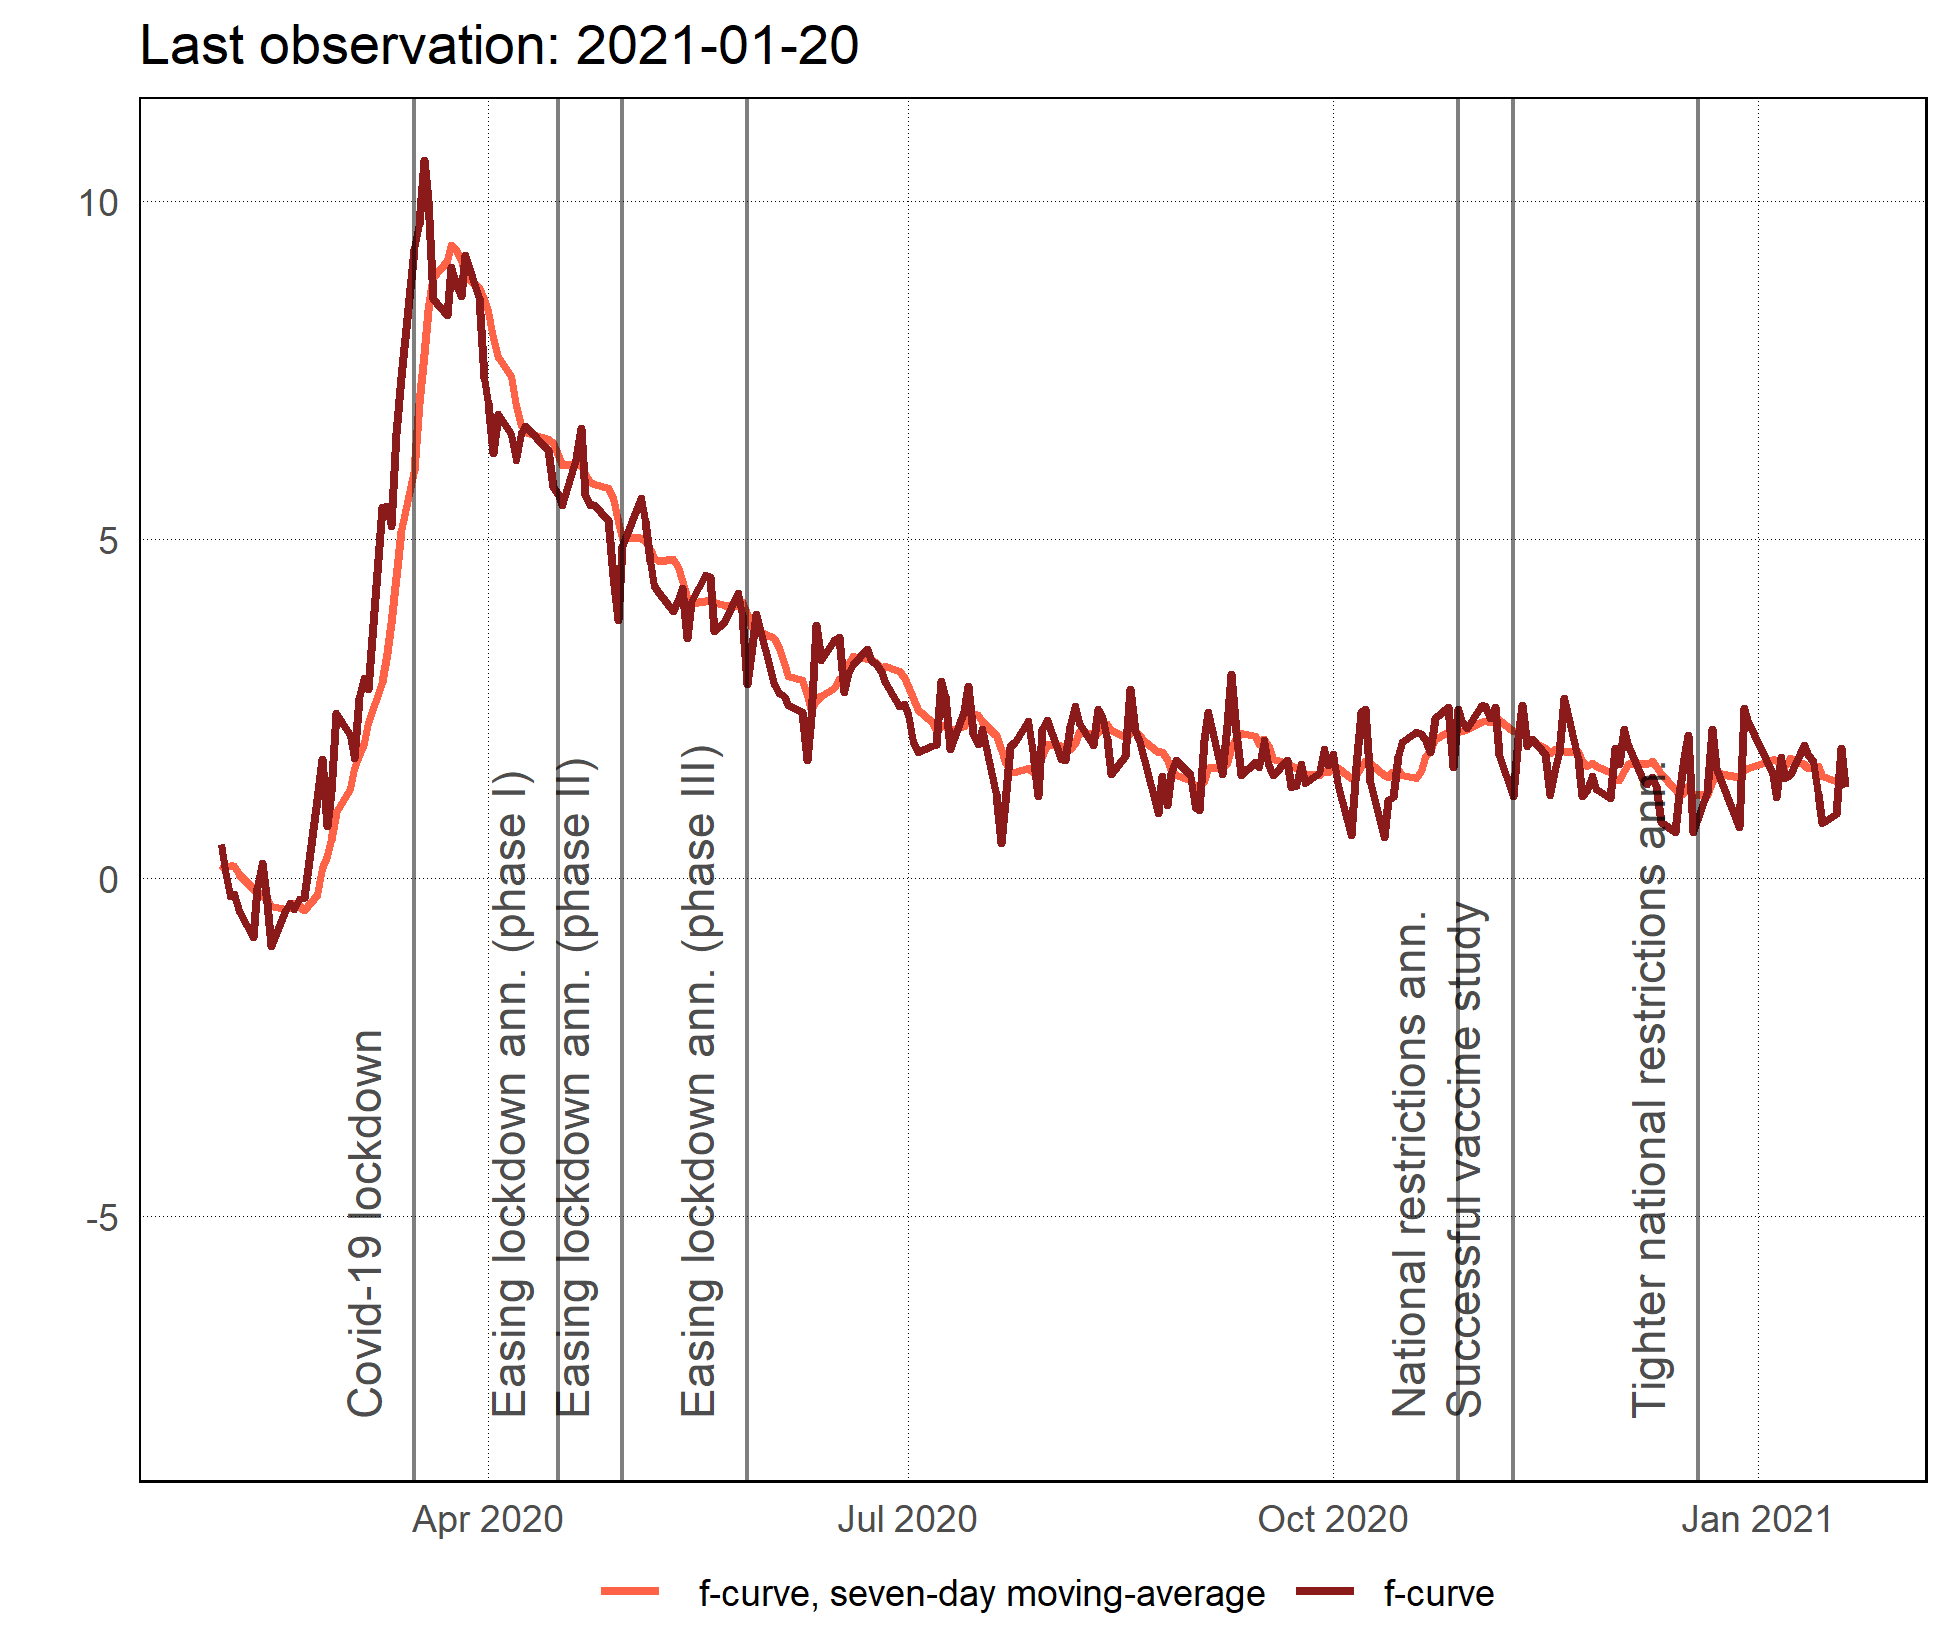 Last observation: 2021-01-20
10
5
0
-5
Covid-19 lockdown
Easing lockdown ann. (phase I)
Easing lockdown ann. (phase II)
Easing lockdown ann. (phase III)
National restrictions ann.
Successful vaccine study
Tighter national restrictions ann.
Apr 2020
Jul 2020
Oct 2020
Jan 2021
f-curve, seven-day moving-average
f-curve